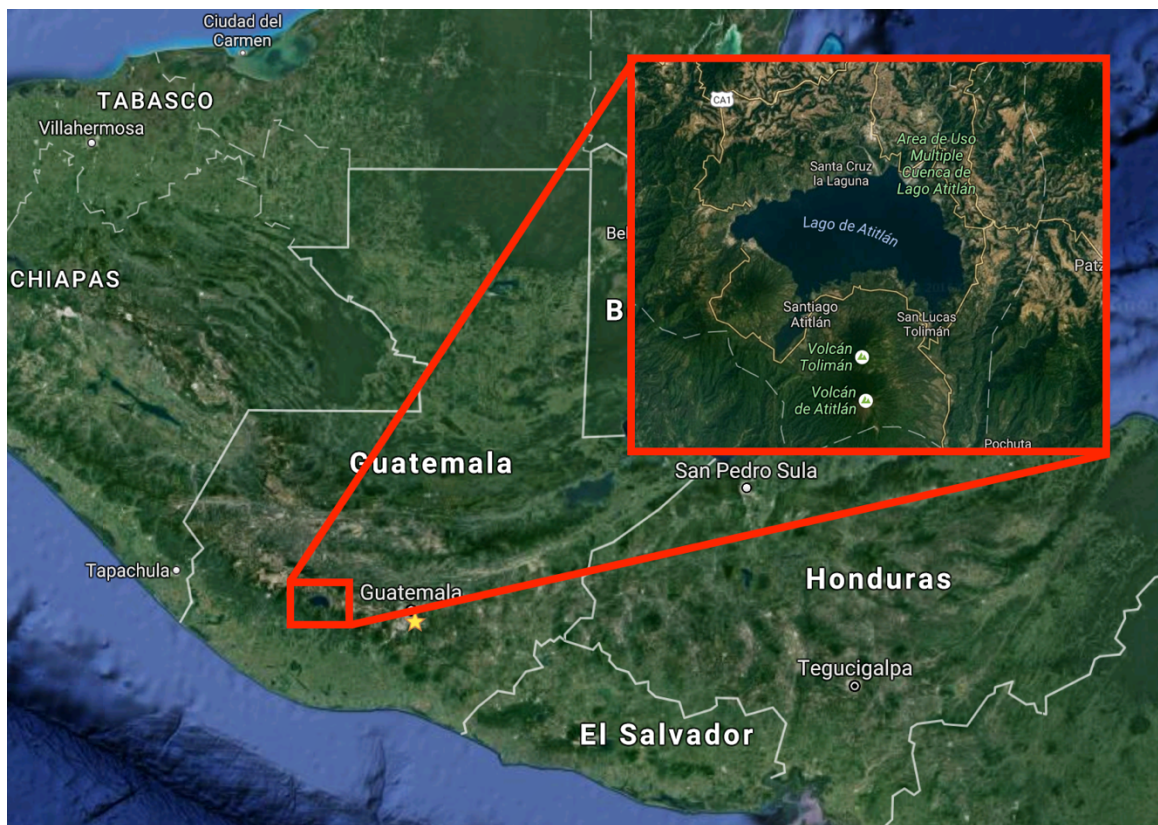 Ciudad del
Carmen
TABASCO
Villahermosa
CHIAPAS
Tapachula
Guatemala
Guatemala
Bel
B
San Pedro Sula
Honduras
Tegucigalpa
El Salvador
CA1
Area de Uso
Multiple
Cuenca de
Lago Atitlán
Santa Cruz
la Laguna
Lago de Atitlán
Patz
Santiago
Atitlán
San Lucas
Tolimán
Volcán
Tolimán
Volcán
de Atitlán
Pochuta